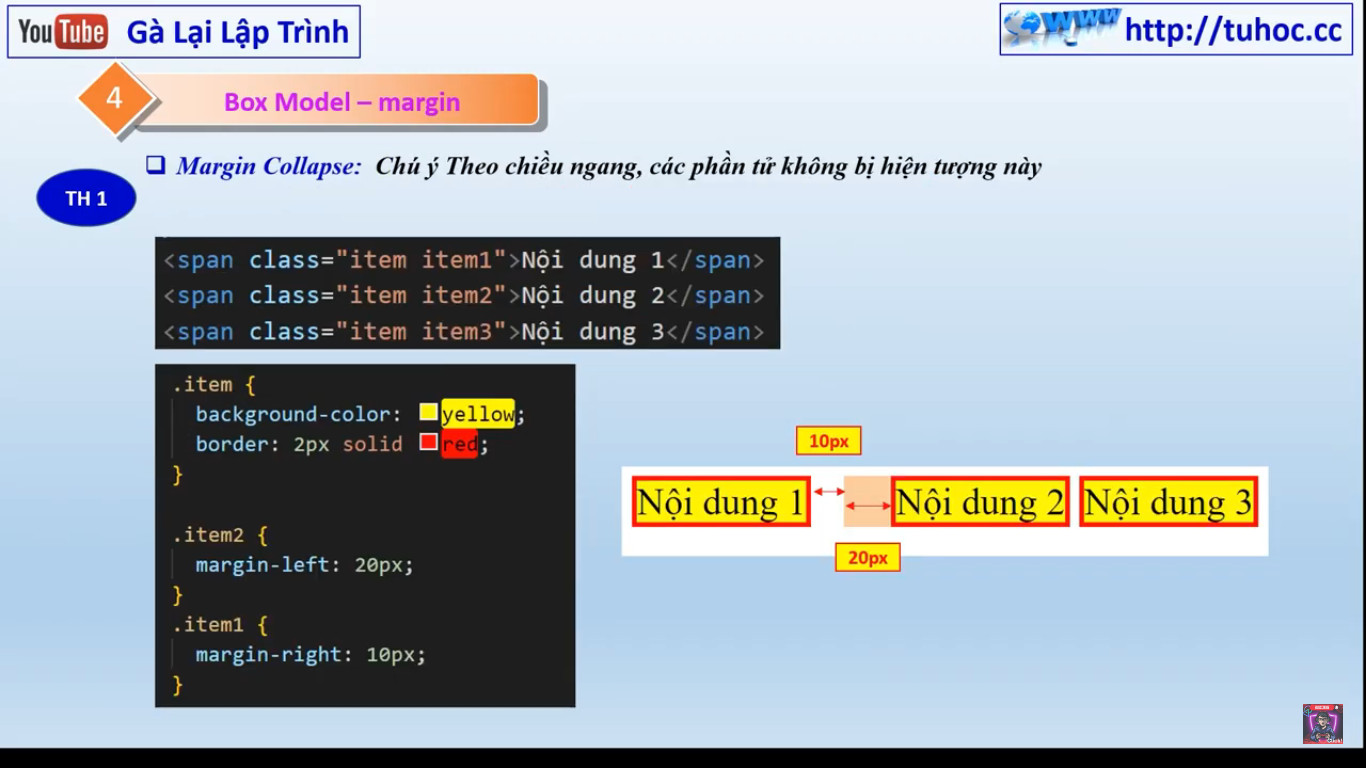 YouTube Gà Lại Lập Trình
WWW http://tuhoc.cc
4 Box Model – margin
Margin Collapse: Chú ý Theo chiều ngang, các phần tử không bị hiện tượng này
TH 1
<span class="item item1">Nội dung 1</span>
<span class="item item2">Nội dung 2</span>
<span class="item item3">Nội dung 3</span>
.item {
background-color: yellow;
border: 2px solid red;
}
.item2 {
margin-left: 20px;
}
.item1 {
margin-right: 10px;
}
10px
Nội dung 1 Nội dung 2 Nội dung 3
20px